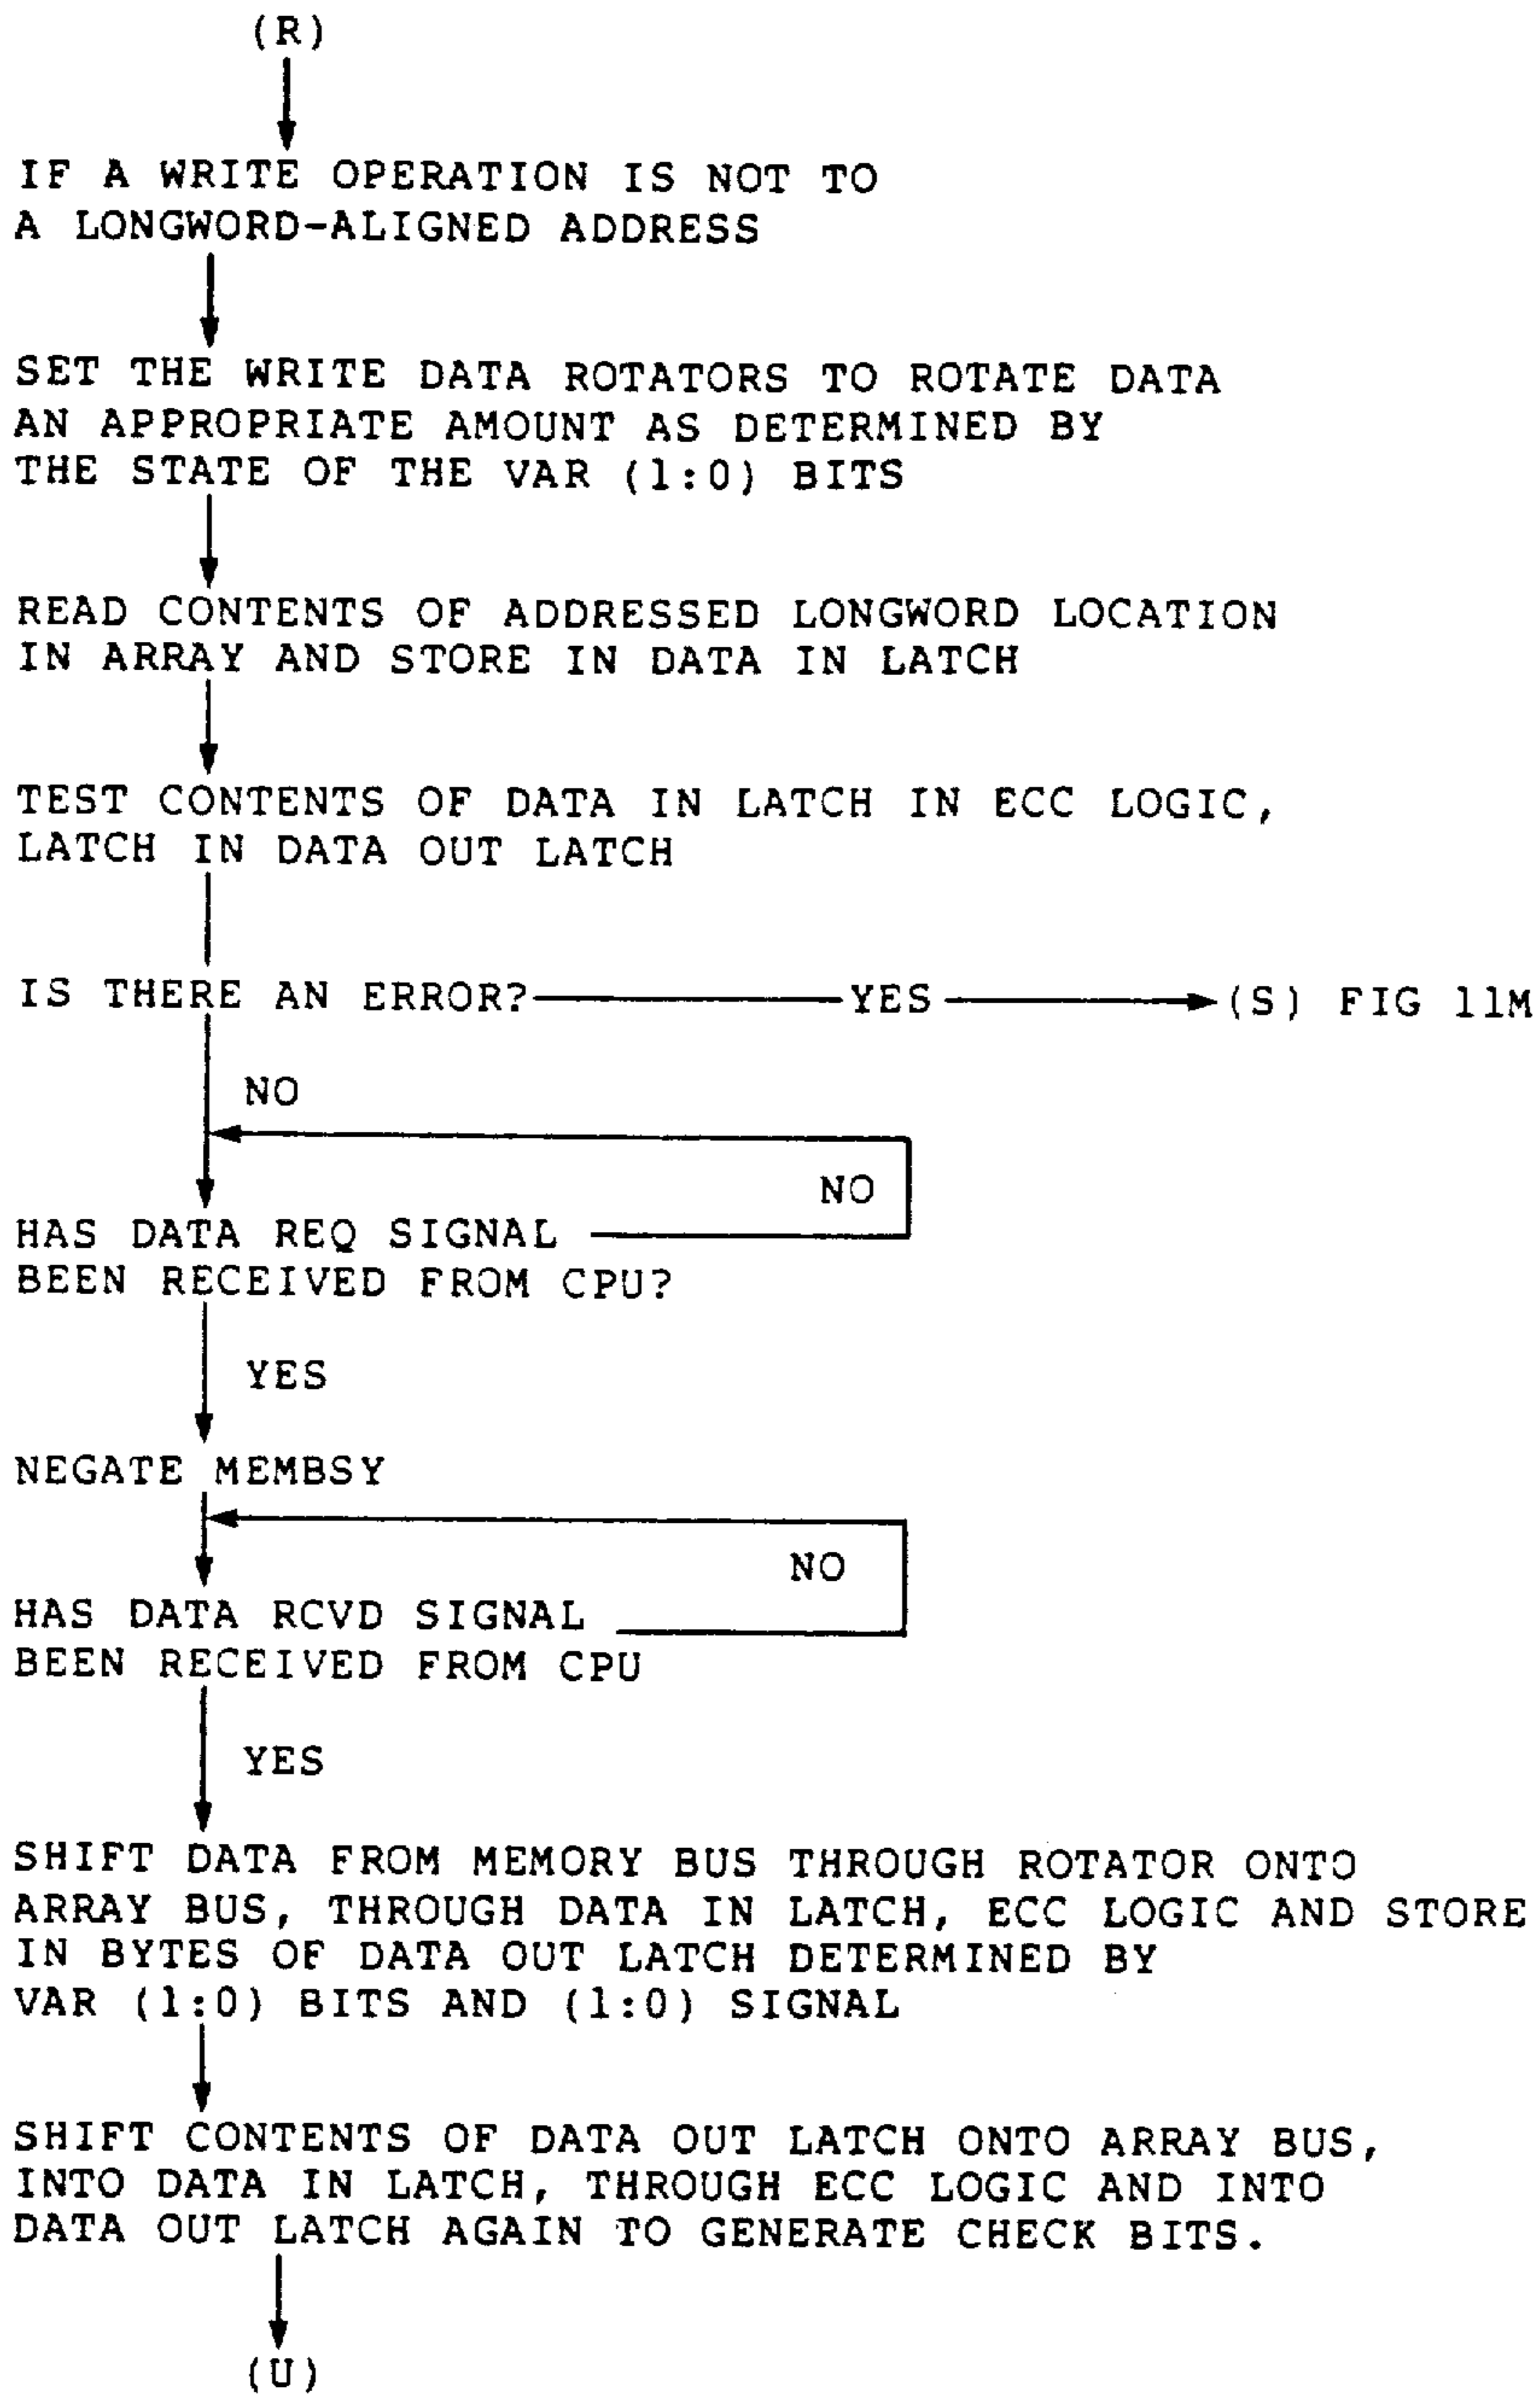 (R)
IF A WRITE OPERATION IS NOT TO
A LONGWORD-ALIGNED ADDRESS
SET THE WRITE DATA ROTATORS TO ROTATE DATA
AN APPROPRIATE AMOUNT AS DETERMINED BY
THE STATE OF THE VAR (1:0) BITS
READ CONTENTS OF ADDRESSED LONGWORD LOCATION
IN ARRAY AND STORE IN DATA IN LATCH
TEST CONTENTS OF DATA IN LATCH IN ECC LOGIC,
LATCH IN DATA OUT LATCH
IS THERE AN ERROR? YES (S) FIG 11M
NO
NO
HAS DATA REQ SIGNAL
BEEN RECEIVED FROM CPU?
YES
NEGATE MEMBSY
NO
HAS DATA RCVD SIGNAL
BEEN RECEIVED FROM CPU
YES
SHIFT DATA FROM MEMORY BUS THROUGH ROTATOR ONTO
ARRAY BUS, THROUGH DATA IN LATCH, ECC LOGIC AND STORE
IN BYTES OF DATA OUT LATCH DETERMINED BY
VAR (1:0) BITS AND (1:0) SIGNAL
SHIFT CONTENTS OF DATA OUT LATCH ONTO ARRAY BUS,
INTO DATA IN LATCH, THROUGH ECC LOGIC AND INTO
DATA OUT LATCH AGAIN TO GENERATE CHECK BITS.
(U)